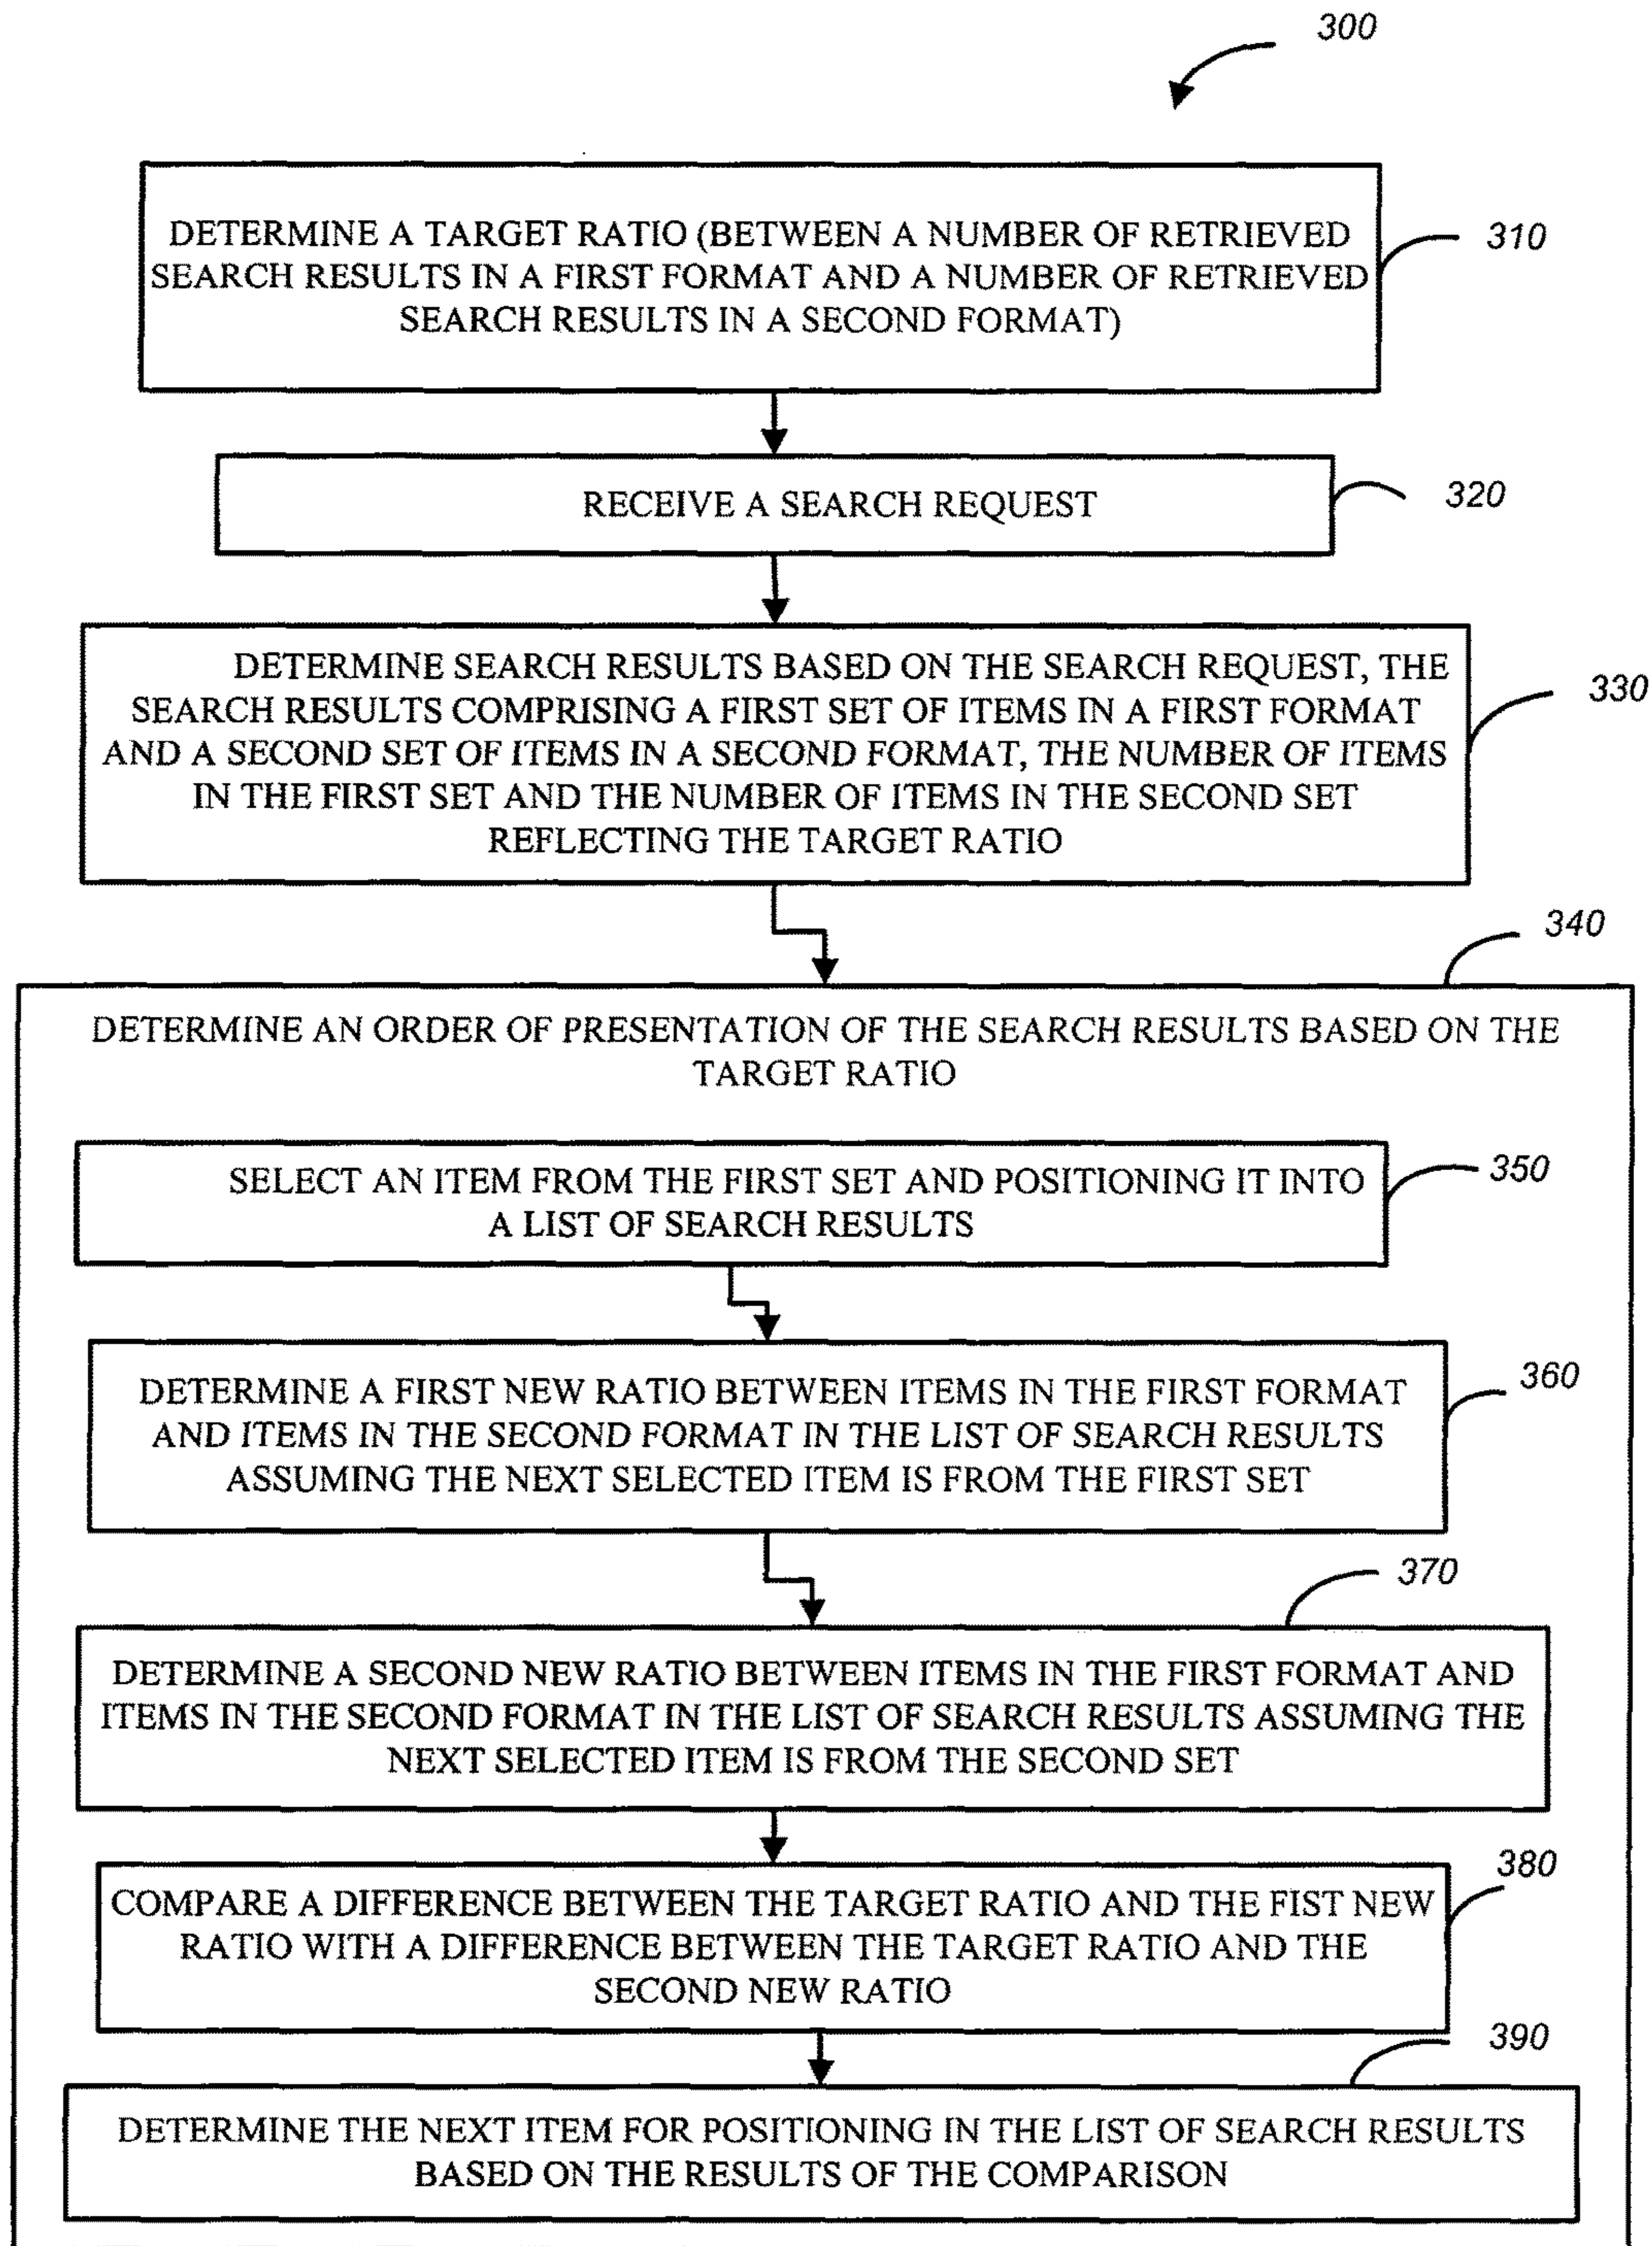 300
DETERMINE A TARGET RATIO (BETWEEN A NUMBER OF RETRIEVED
SEARCH RESULTS IN A FIRST FORMAT AND A NUMBER OF RETRIEVED
SEARCH RESULTS IN A SECOND FORMAT)
310
RECEIVE A SEARCH REQUEST
320
DETERMINE SEARCH RESULTS BASED ON THE SEARCH REQUEST, THE
SEARCH RESULTS COMPRISING A FIRST SET OF ITEMS IN A FIRST FORMAT
AND A SECOND SET OF ITEMS IN A SECOND FORMAT, THE NUMBER OF ITEMS
IN THE FIRST SET AND THE NUMBER OF ITEMS IN THE SECOND SET
REFLECTING THE TARGET RATIO
330
340
DETERMINE AN ORDER OF PRESENTATION OF THE SEARCH RESULTS BASED ON THE
TARGET RATIO
SELECT AN ITEM FROM THE FIRST SET AND POSITIONING IT INTO
A LIST OF SEARCH RESULTS
350
DETERMINE A FIRST NEW RATIO BETWEEN ITEMS IN THE FIRST FORMAT
AND ITEMS IN THE SECOND FORMAT IN THE LIST OF SEARCH RESULTS
ASSUMING THE NEXT SELECTED ITEM IS FROM THE FIRST SET
360
370
DETERMINE A SECOND NEW RATIO BETWEEN ITEMS IN THE FIRST FORMAT AND
ITEMS IN THE SECOND FORMAT IN THE LIST OF SEARCH RESULTS ASSUMING THE
NEXT SELECTED ITEM IS FROM THE SECOND SET
380
COMPARE A DIFFERENCE BETWEEN THE TARGET RATIO AND THE FIST NEW
RATIO WITH A DIFFERENCE BETWEEN THE TARGET RATIO AND THE
SECOND NEW RATIO
390
DETERMINE THE NEXT ITEM FOR POSITIONING IN THE LIST OF SEARCH RESULTS
BASED ON THE RESULTS OF THE COMPARISON